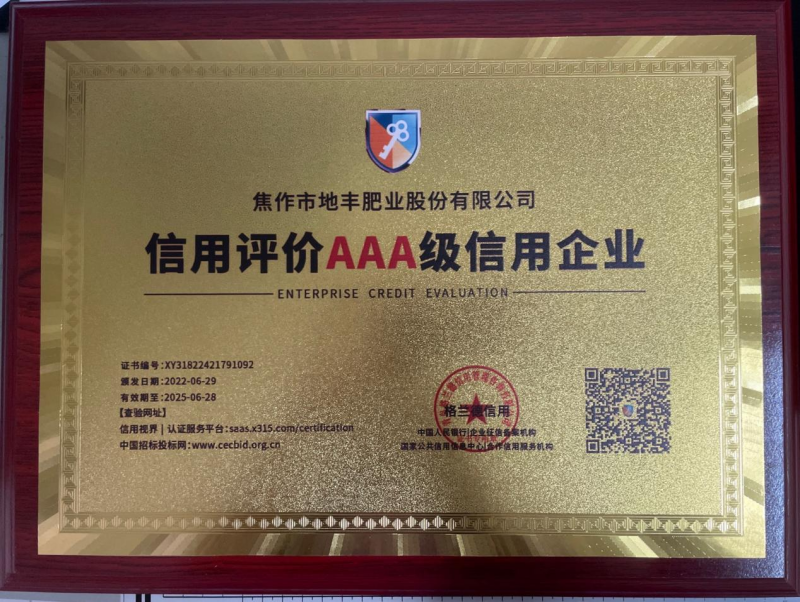 焦作市地丰肥业股份有限公司
信用评价AAA级信用企业
ENTERPRISE CREDIT EVALUATION
证书编号:XY31822421791092
颁发日期:2022-06-29
有效期至:2025-06-28
【查验网址】
信用视界 | 认证服务平台:saas.x315.com/certification
中国招标投标网:www.cecbid.org.cn
格兰德信用
中国人民银行|企业征信备案机构
国家公共信用信息中心|合作信用服务机构